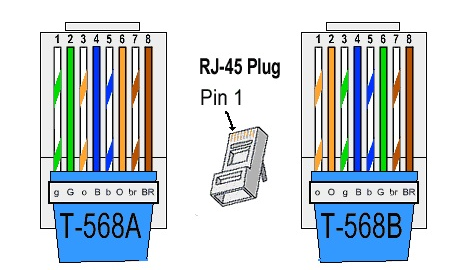 1 2 3 4 5 6 7 8
g G o B b O br BR
T-568A
RJ-45 Plug
Pin 1
1 2 3 4 5 6 7 8
o O g B b G br BR
T-568B